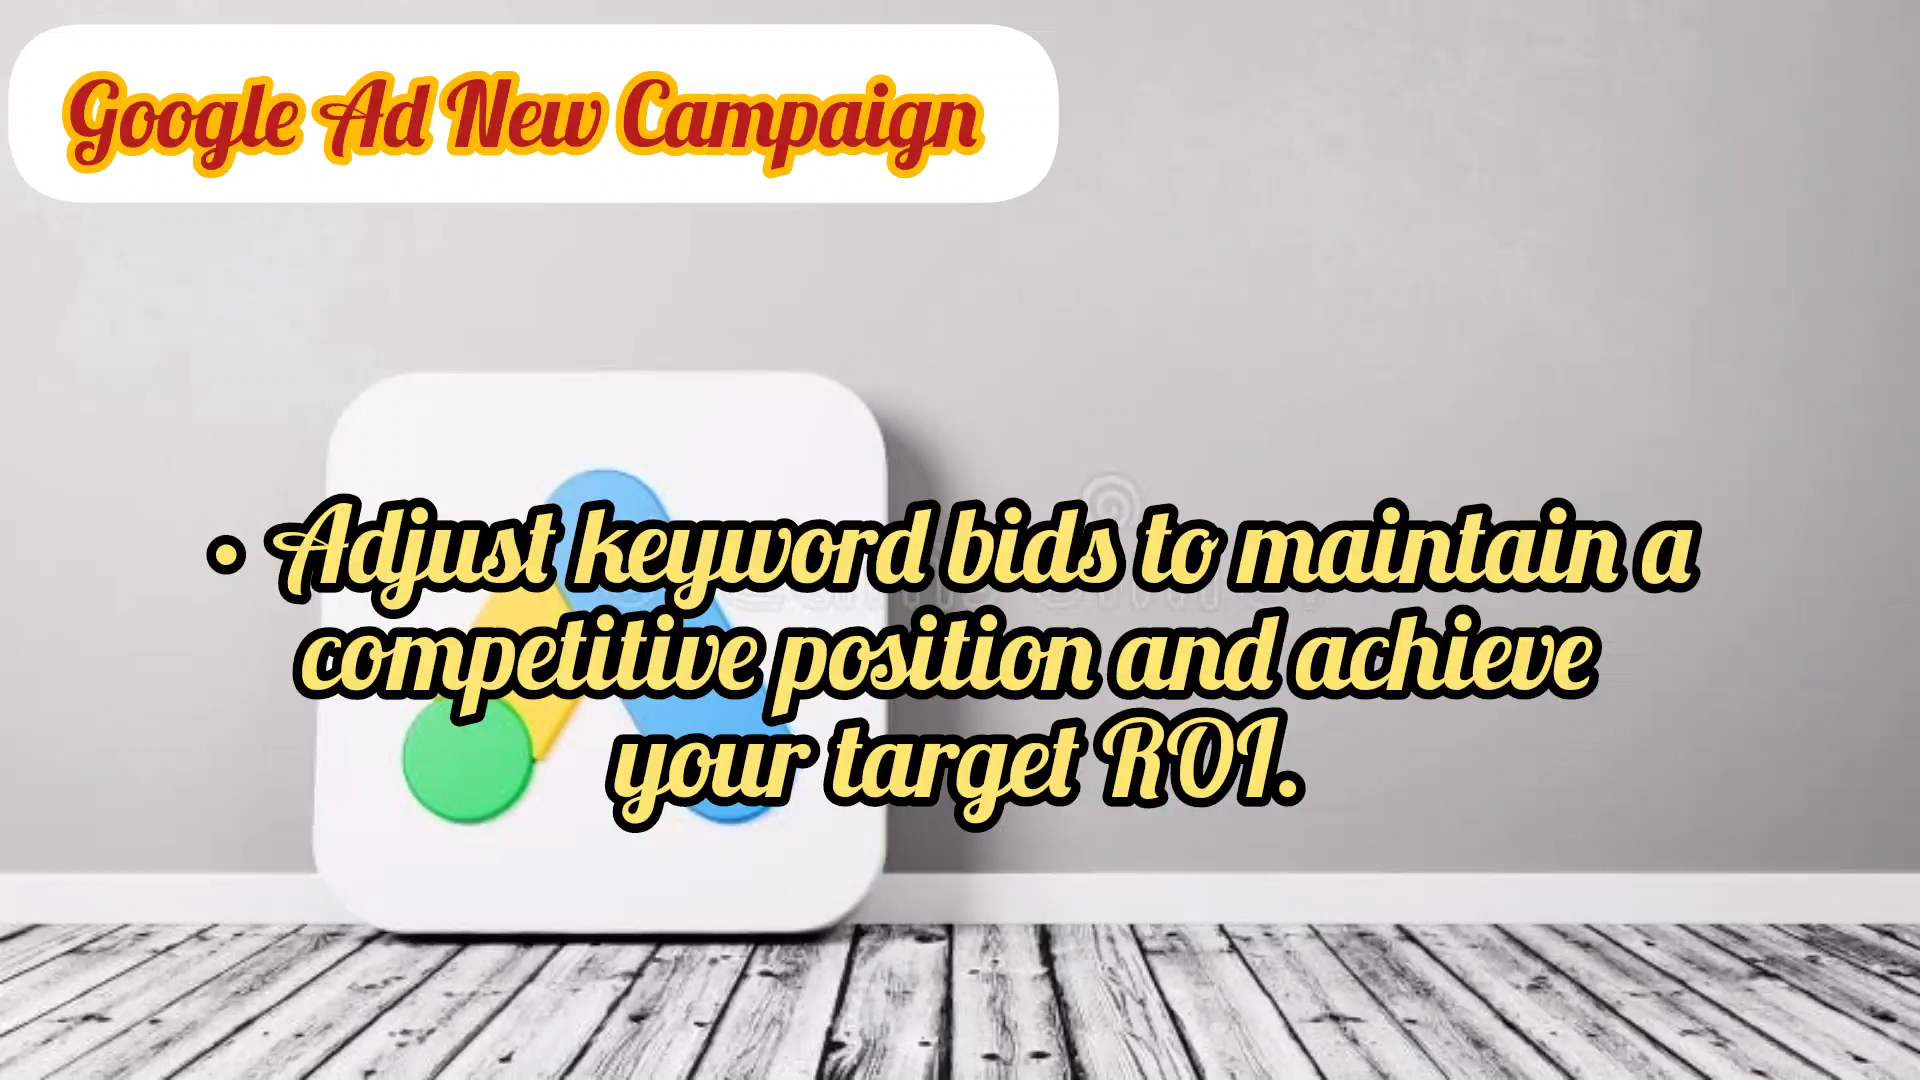 Google Ad New Campaign
• Adjust keyword bids to maintain a
competitive position and achieve
your target ROI.